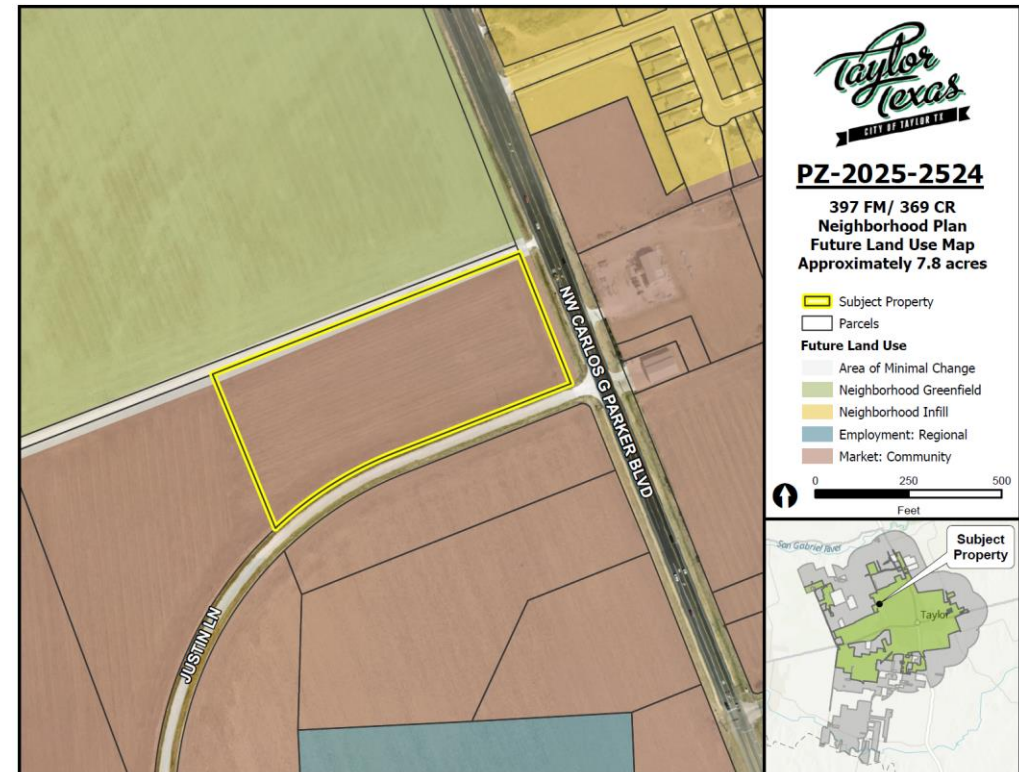 Taylor
Texas
CITY OF TAYLOR TX
PZ-2025-2524
397 FM/ 369 CR
Neighborhood Plan
Future Land Use Map
Approximately 7.8 acres
Subject Property
Parcels
Future Land Use
Area of Minimal Change
Neighborhood Greenfield
Neighborhood Infill
Employment: Regional
Market: Community
0 250 500
Feet
NW CARLOS G PARKER BLVD
JUSTIN LN
San Gabriel River
Subject
Property
Taylor